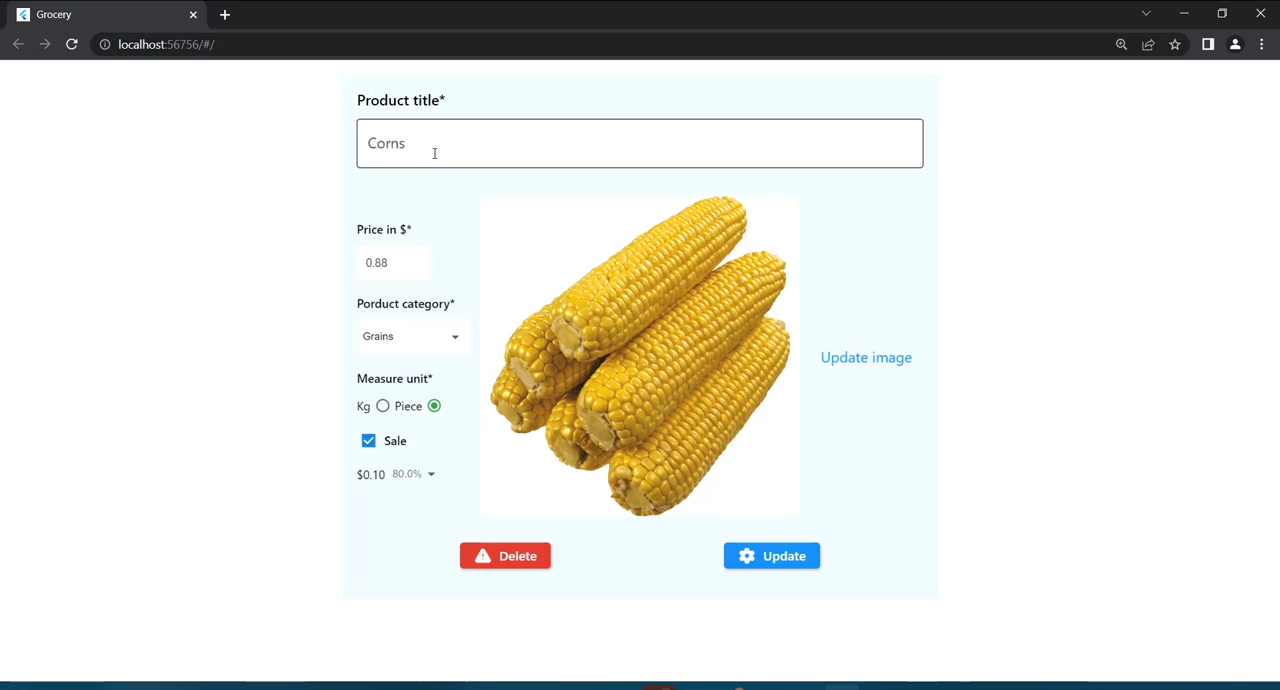 Grocery
localhost:56756/#/
Product title*
Corns
Price in $*
0.88
Porduct category*
Grains
Update image
Measure unit*
Kg Piece
Sale
$0.10 80.0%
Delete Update